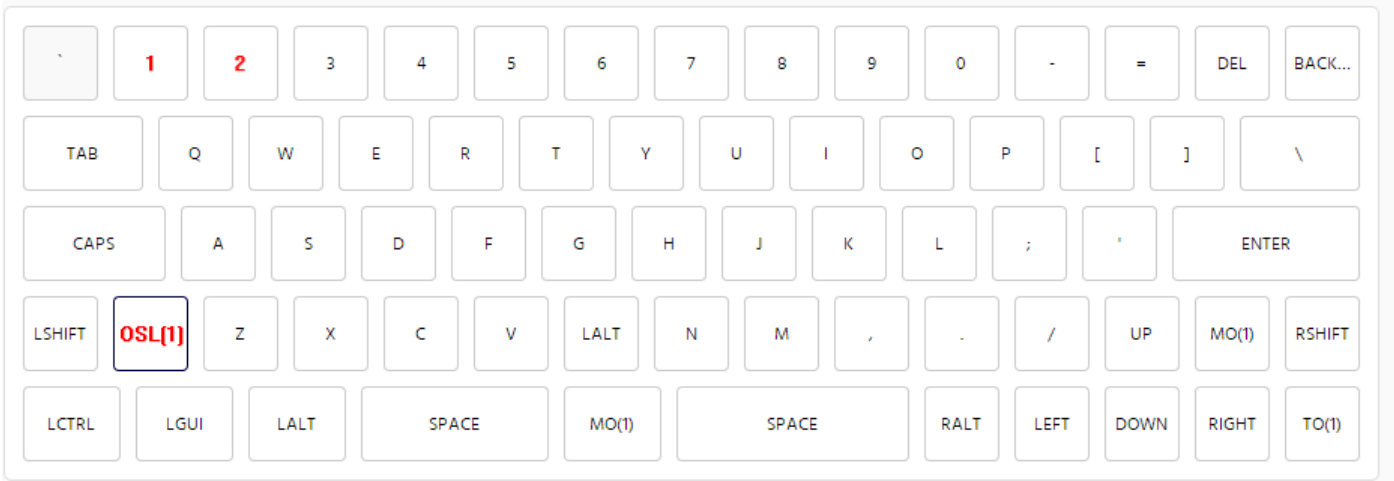 ` 1 2 3 4 5 6 7 8 9 0 - = DEL BACK...
TAB Q W E R T Y U I O P [ ] \
CAPS A S D F G H J K L ; ' ENTER
LSHIFT OSL(1) Z X C V LALT N M , . / UP MO(1) RSHIFT
LCTRL LGUI LALT SPACE MO(1) SPACE RALT LEFT DOWN RIGHT TO(1)